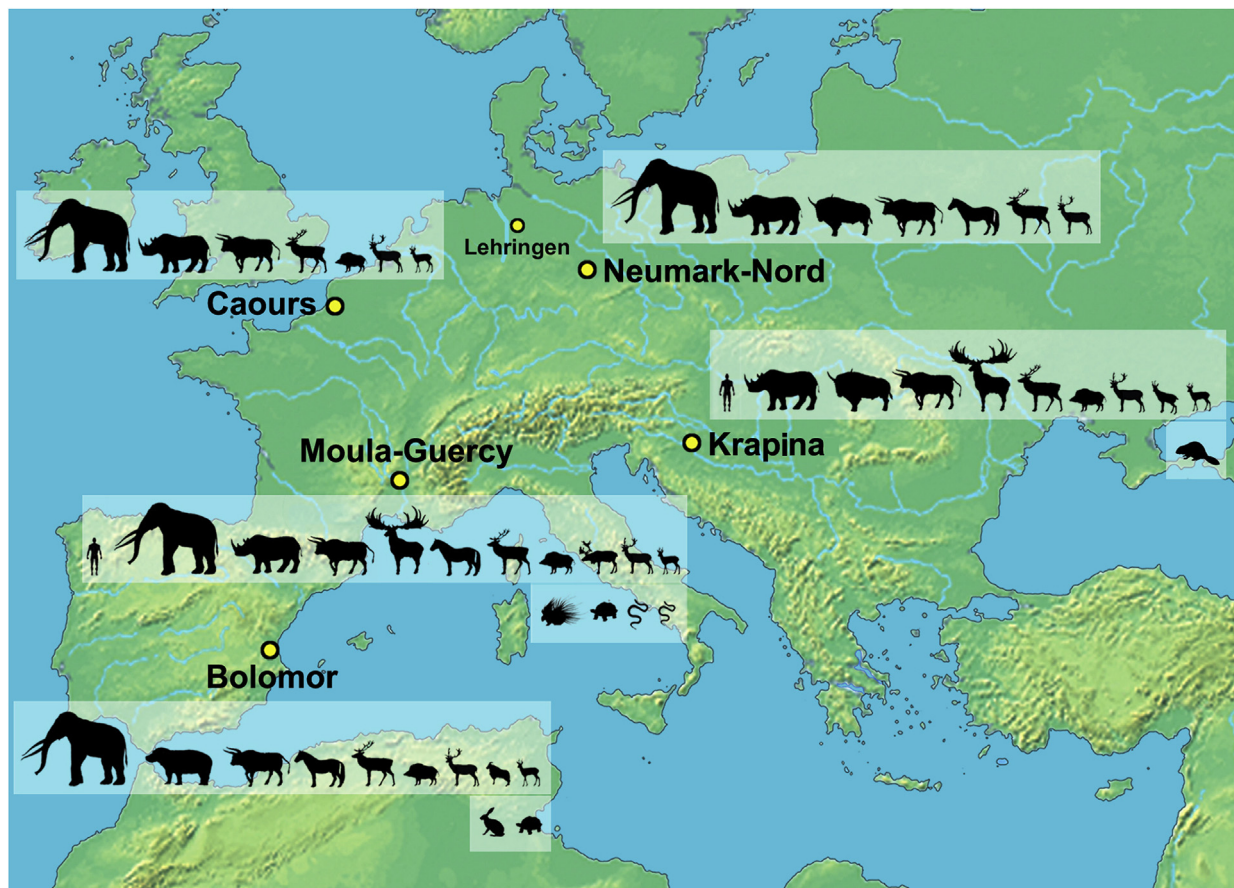 Lehringen
Neumark-Nord
Caours
Krapina
Moula-Guercy
Bolomor